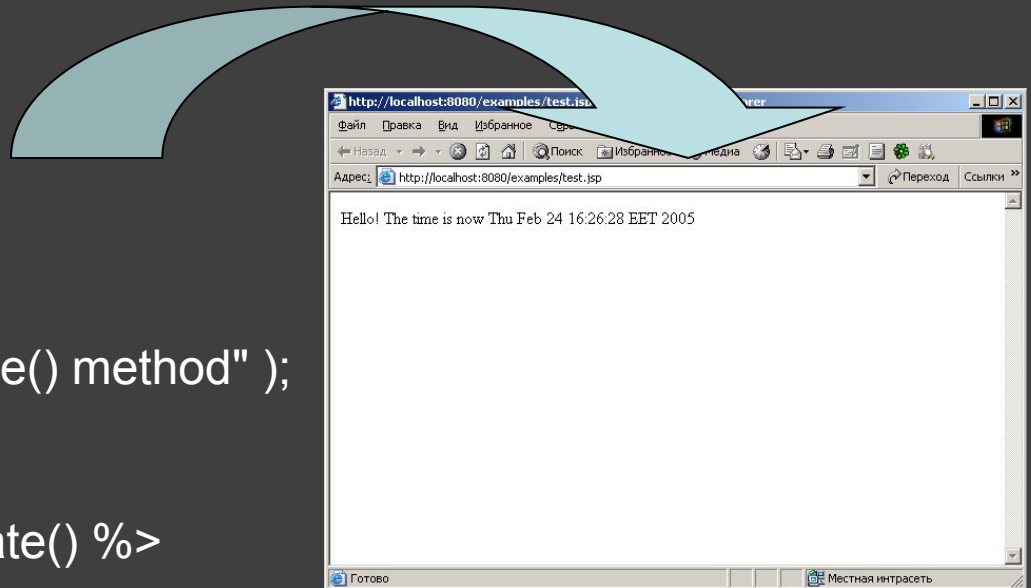 http://localhost:8080/examples/test.jsp
Файл Правка Вид Избранное
Назад Поиск Избранное Медиа
Адрес: http://localhost:8080/examples/test.jsp Переход Ссылки »
Hello! The time is now Thu Feb 24 16:26:28 EET 2005
e() method" );
ate() %>
Готово Местная интрасеть